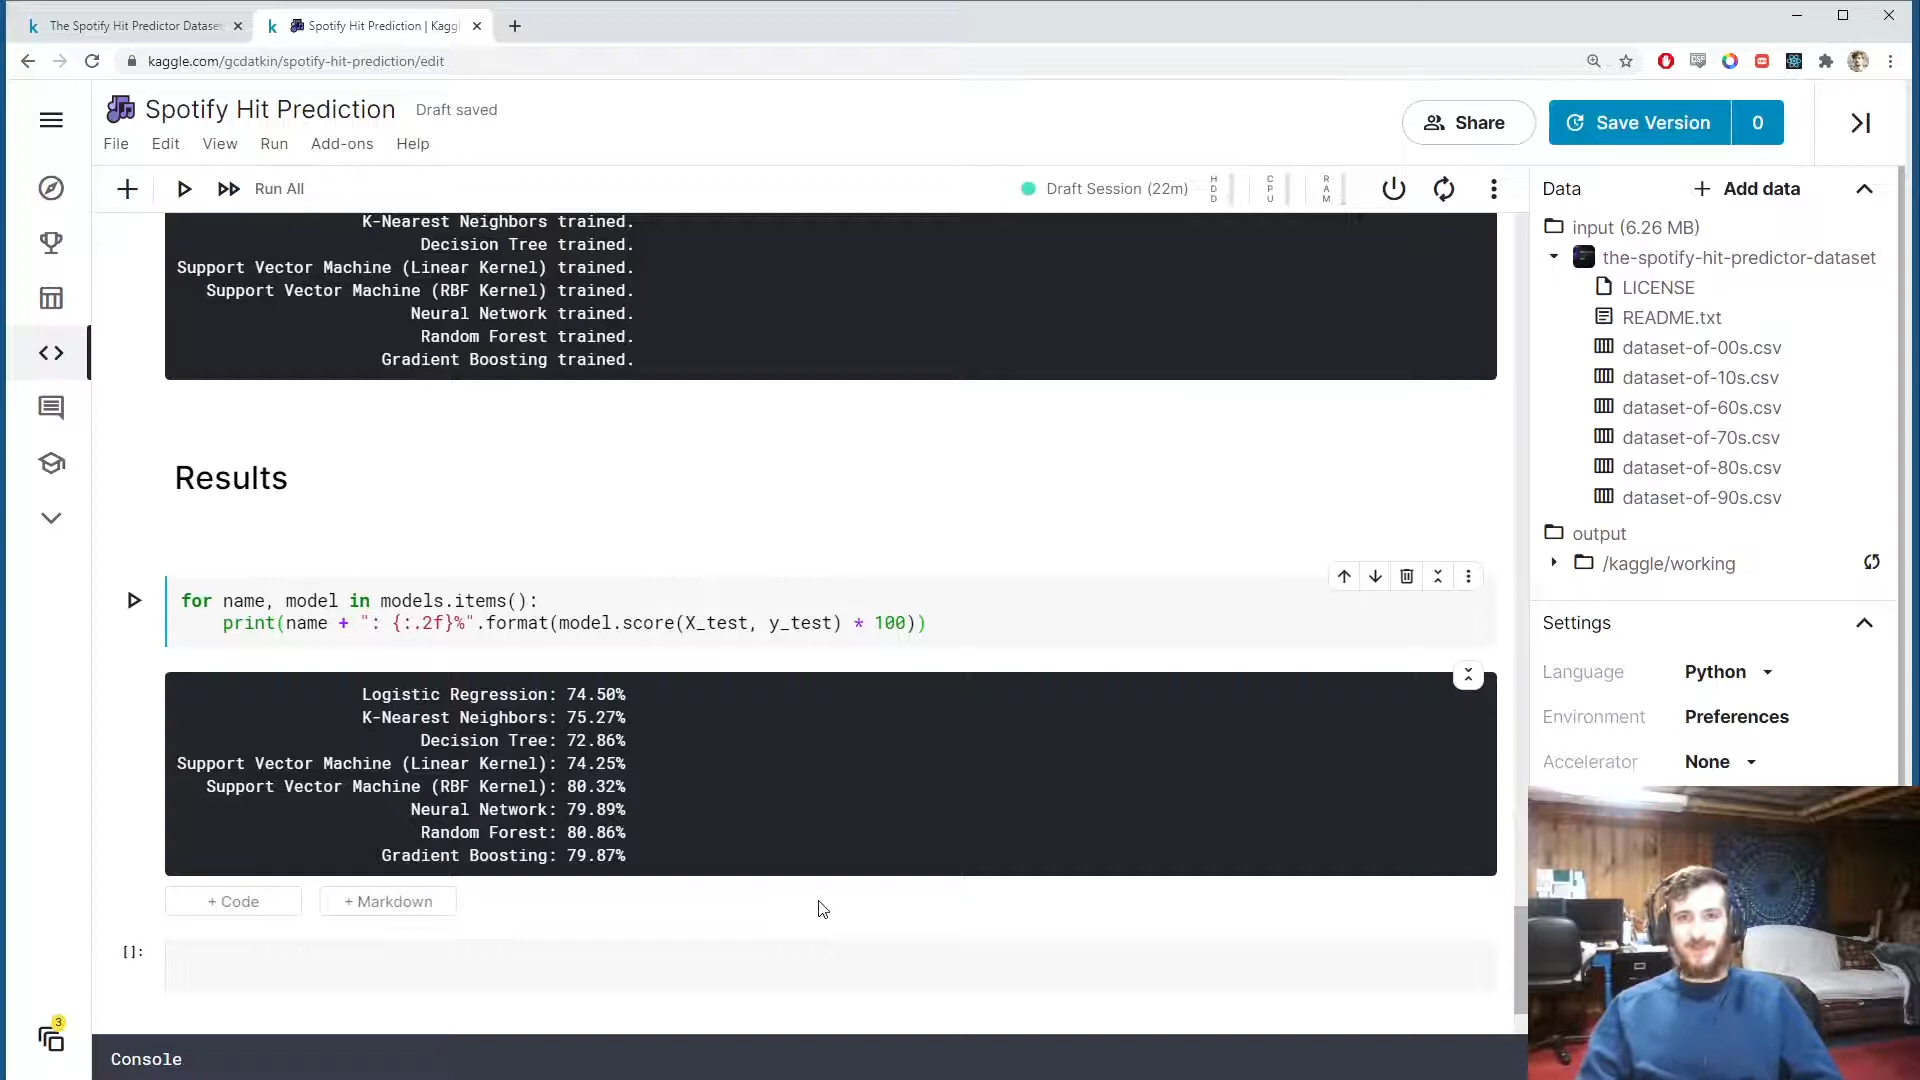 The Spotify Hit Predictor Datase
Spotify Hit Prediction | Kagg
kaggle.com/gcdatkin/spotify-hit-prediction/edit
Spotify Hit Prediction
Draft saved
Share
Save Version
0
File Edit View Run Add-ons Help
Run All
Draft Session (22m)
HDD
CPU
RAM
K-Nearest Neighbors trained.
Decision Tree trained.
Support Vector Machine (Linear Kernel) trained.
Support Vector Machine (RBF Kernel) trained.
Neural Network trained.
Random Forest trained.
Gradient Boosting trained.
Results
for name, model in models.items():
print(name + ": {:.2f}%".format(model.score(X_test, y_test) * 100))
Logistic Regression: 74.50%
K-Nearest Neighbors: 75.27%
Decision Tree: 72.86%
Support Vector Machine (Linear Kernel): 74.25%
Support Vector Machine (RBF Kernel): 80.32%
Neural Network: 79.89%
Random Forest: 80.86%
Gradient Boosting: 79.87%
+ Code
+ Markdown
[]:
3
Console
Data
+ Add data
input (6.26 MB)
the-spotify-hit-predictor-dataset
LICENSE
README.txt
dataset-of-00s.csv
dataset-of-10s.csv
dataset-of-60s.csv
dataset-of-70s.csv
dataset-of-80s.csv
dataset-of-90s.csv
output
/kaggle/working
Settings
Language Python
Environment Preferences
Accelerator None